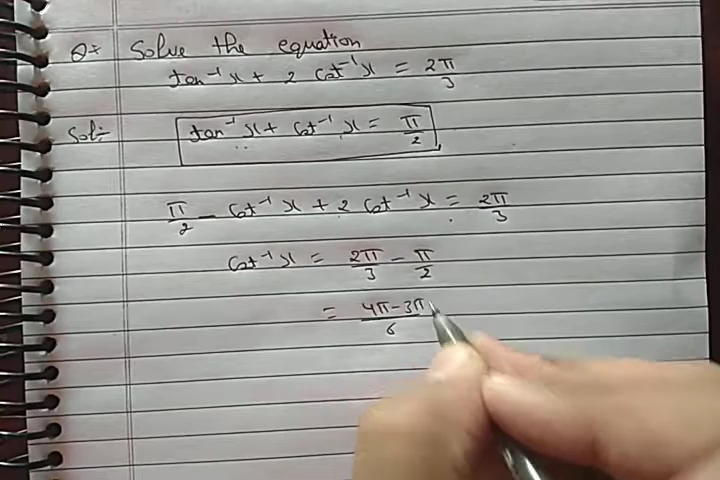 Q* Solve the equation
tan⁻¹x + 2 cot⁻¹x = 2π/3
Sol:- tan⁻¹x + cot⁻¹x = π/2,
π/2 - cot⁻¹x + 2 cot⁻¹x = 2π/3
cot⁻¹x = 2π/3 - π/2
= 4π-3π/6